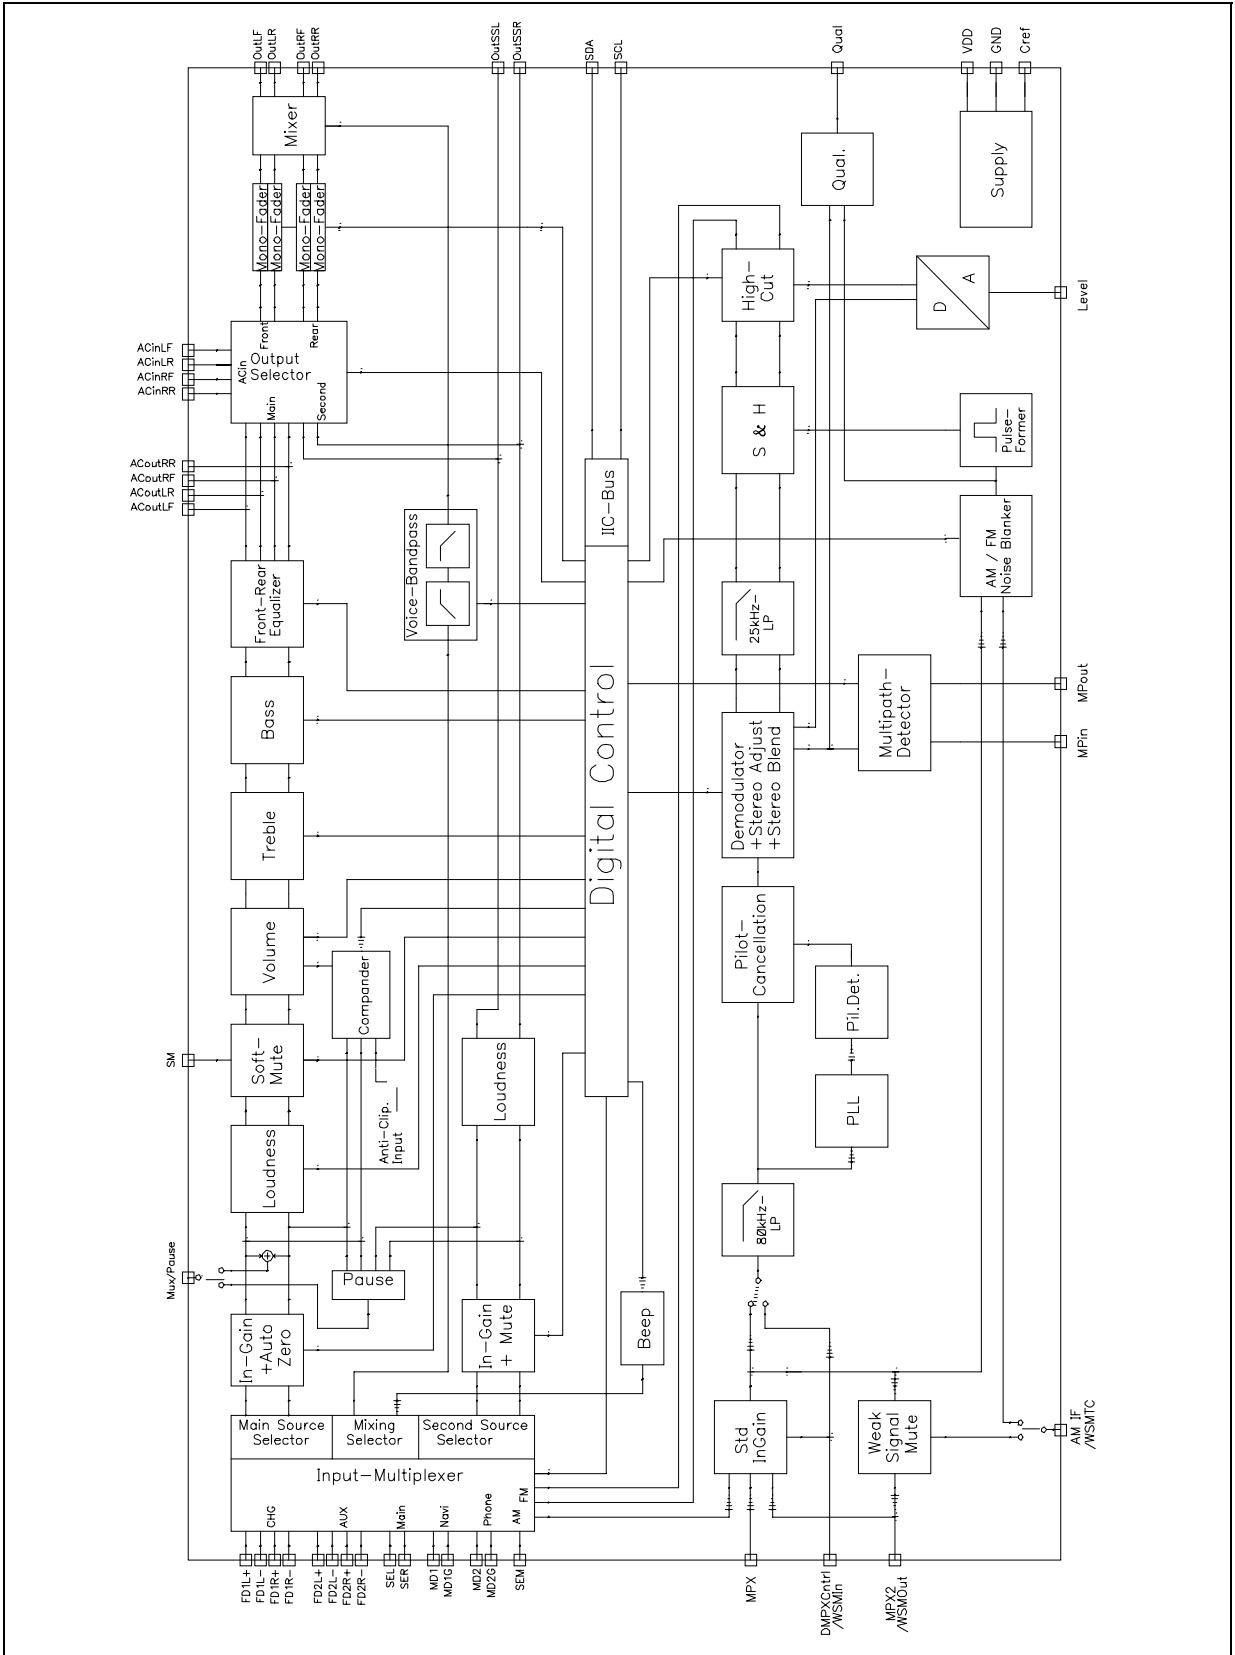 OutLF
OutLR
OutRF
OutRR
OutSSL
OutSSR
SDA
SCL
Qual
VDD
GND
Cref
Mixer
Qual.
Supply
Mono-Fader
Mono-Fader
Mono-Fader
Mono-Fader
High-
Cut
D
A
Level
ACinLF
ACinLR
ACinRF
ACinRR
ACin
Front
Rear
Output
Selector
Main
Second
S & H
Pulse-
Former
ACoutRR
ACoutRF
ACoutLR
ACoutLF
IIC-Bus
Voice-Bandpass
AM / FM
Noise Blanker
Front-Rear
Equalizer
25kHz-
LP
Bass
Digital Control
Demodulator
+Stereo Adjust
+Stereo Blend
Multipath-
Detector
MPout
MPin
Treble
Volume
Compander
Pilot-
Cancellation
Pil.Det.
SM
Soft-
Mute
Loudness
PLL
Anti-Clip.
Input
Loudness
80kHz-
LP
Mux/Pause
+
Pause
In-Gain
+Auto
Zero
In-Gain
+ Mute
Beep
Main Source
Selector
Mixing
Selector
Second Source
Selector
Std
InGain
Weak
Signal
Mute
AM IF
/WSMTC
Input-Multiplexer
CHG
AUX
Main
Navi
Phone
AM
FM
FD1L+
FD1L-
FD1R+
FD1R-
FD2L+
FD2L-
FD2R+
FD2R-
SEL
SER
MD1
MD1G
MD2
MD2G
SEM
MPX
DMPXCntrl
/WSMIn
MPX2
/WSMOut